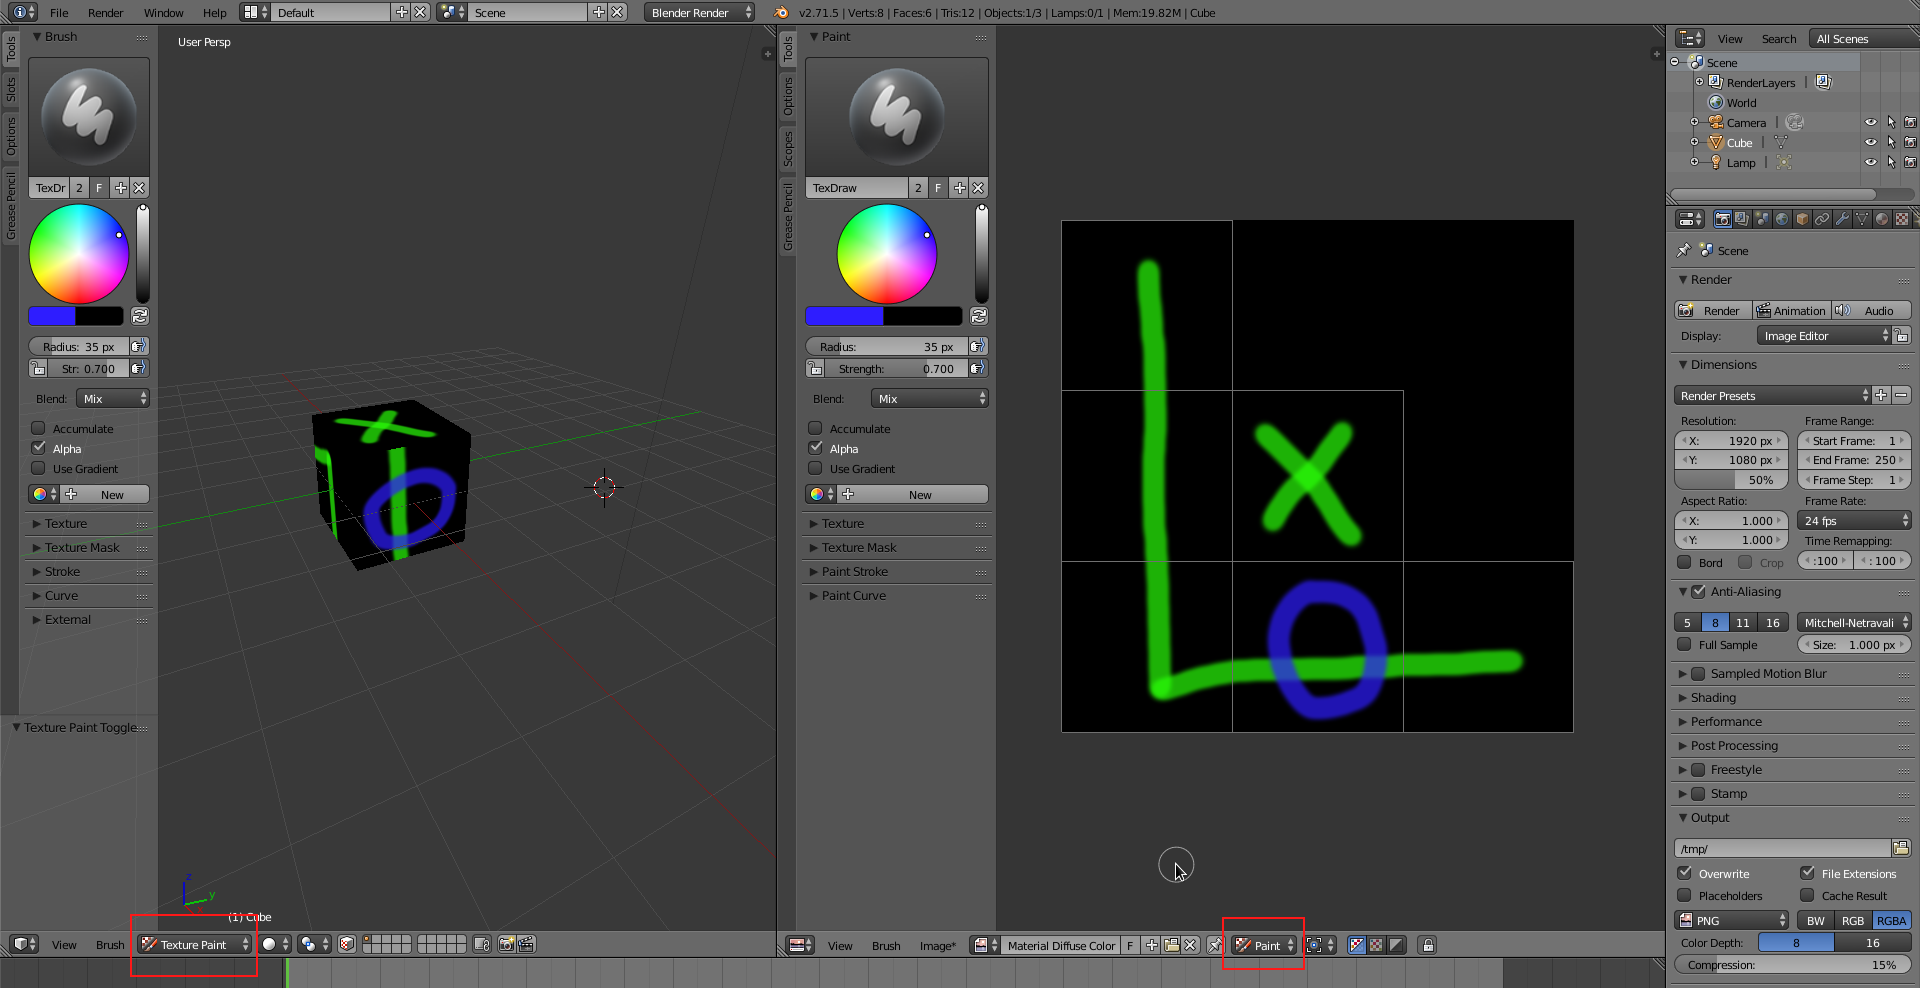 File Render Window Help Default Scene Blender Render v2.71.5 | Verts:8 | Faces:6 | Tris:12 | Objects:1/3 | Lamps:0/1 | Mem:19.82M | Cube
Tools
Slots
Options
Grease Pencil
Brush
TexDr 2 F
Radius: 35 px
Str: 0.700
Blend: Mix
Accumulate
Alpha
Use Gradient
New
Texture
Texture Mask
Stroke
Curve
External
Texture Paint Toggle
User Persp
z
y
(1) Cube
View Brush Texture Paint
Tools
Options
Scopes
Grease Pencil
Paint
TexDraw 2 F
Radius: 35 px
Strength: 0.700
Blend: Mix
Accumulate
Alpha
Use Gradient
New
Texture
Texture Mask
Paint Stroke
Paint Curve
View Brush Image* Material Diffuse Color F Paint
View Search All Scenes
Scene
RenderLayers |
World
Camera |
Cube |
Lamp |
Scene
Render
Render Animation Audio
Display: Image Editor
Dimensions
Render Presets
Resolution: Frame Range:
X: 1920 px Start Frame: 1
Y: 1080 px End Frame: 250
50% Frame Step: 1
Aspect Ratio: Frame Rate:
X: 1.000 24 fps
Y: 1.000 Time Remapping:
Bord Crop :100 : 100
Anti-Aliasing
5 8 11 16 Mitchell-Netravali
Full Sample Size: 1.000 px
Sampled Motion Blur
Shading
Performance
Post Processing
Freestyle
Stamp
Output
/tmp/
Overwrite File Extensions
Placeholders Cache Result
PNG BW RGB RGBA
Color Depth: 8 16
Compression: 15%